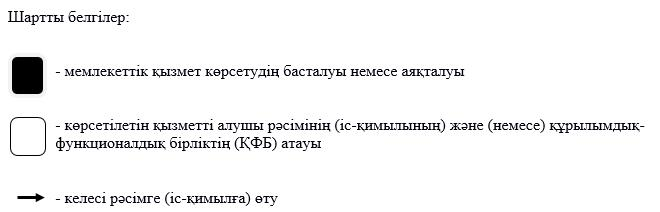 Шартты белгілер:
- мемлекеттік қызмет көрсетудің басталуы немесе аяқталуы
- көрсетілетін қызметті алушы рәсімінің (іс-қимылының) және (немесе) құрылымдық-
функционалдық бірліктің (ҚФБ) атауы
- келесі рәсімге (іс-қимылға) өту